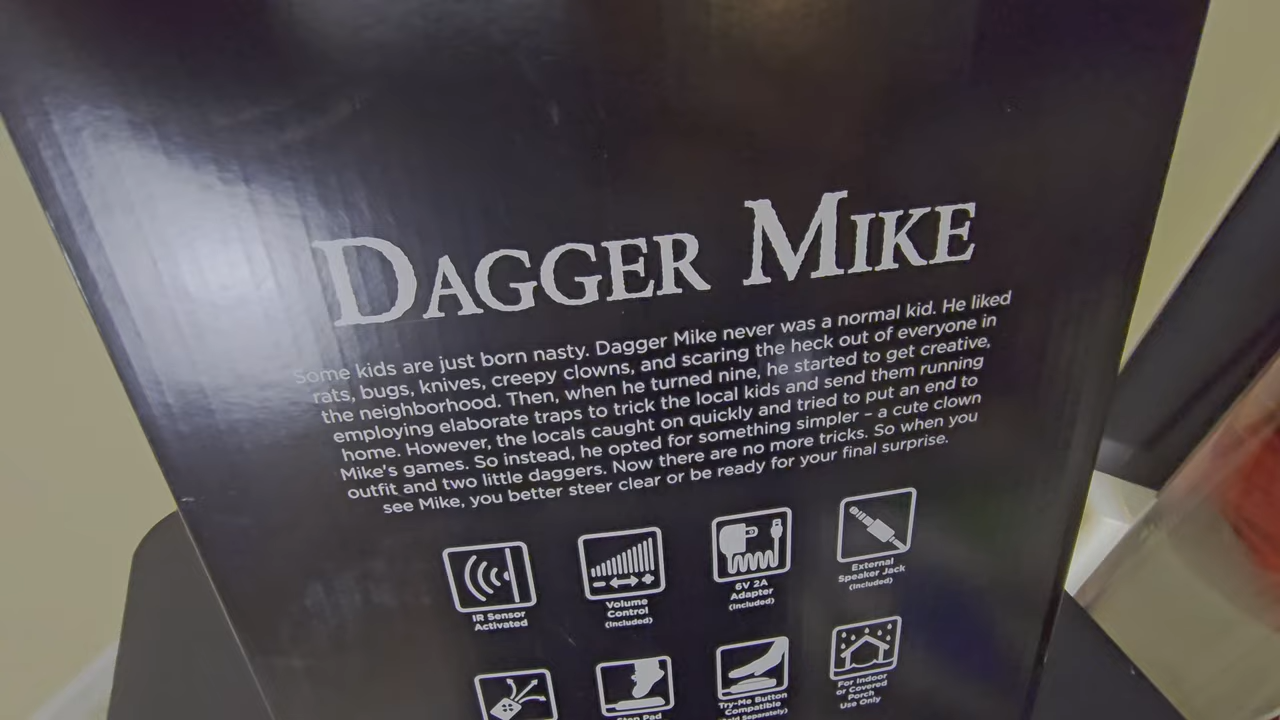 DAGGER MIKE
Some kids are just born nasty. Dagger Mike never was a normal kid. He liked
rats, bugs, knives, creepy clowns, and scaring the heck out of everyone in
the neighborhood. Then, when he turned nine, he started to get creative,
employing elaborate traps to trick the local kids and send them running
home. However, the locals caught on quickly and tried to put an end to
Mike's games. So instead, he opted for something simpler – a cute clown
outfit and two little daggers. Now there are no more tricks. So when you
see Mike, you better steer clear or be ready for your final surprise.
IR Sensor
Activated
Volume
Control
(Included)
6V 2A
Adapter
(Included)
External
Speaker Jack
(Included)
Step Pad
Try-Me Button
Compatible
(Sold Separately)
For Indoor
or Covered
Porch
Use Only